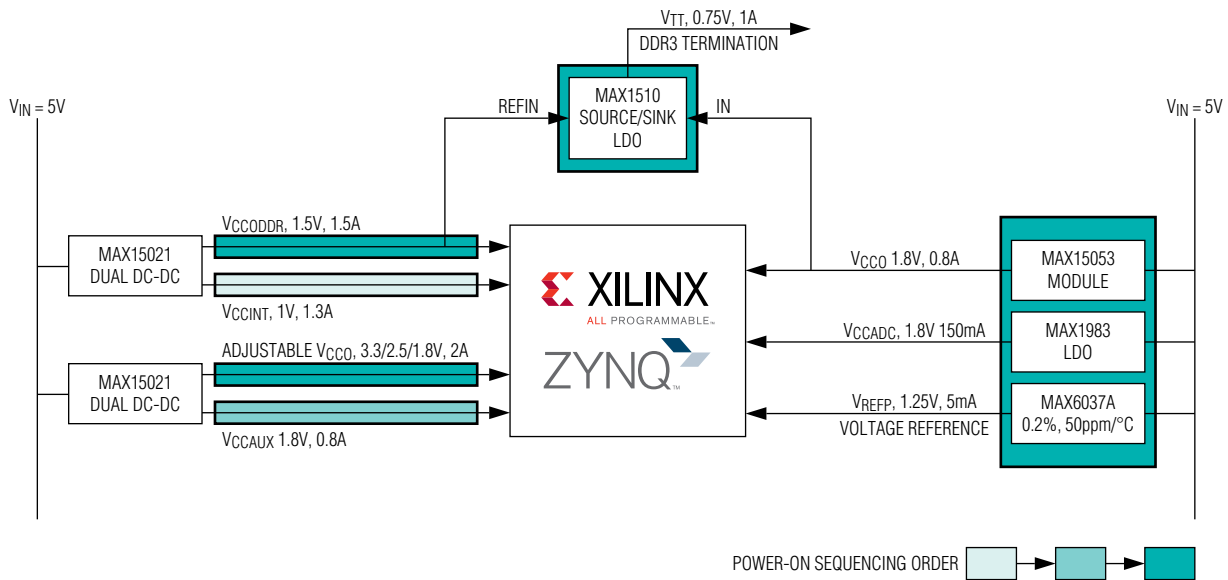 VTT, 0.75V, 1A
DDR3 TERMINATION
VIN = 5V
REFIN
MAX1510
SOURCE/SINK
LDO
IN
VIN = 5V
MAX15021
DUAL DC-DC
VCCODDR, 1.5V, 1.5A
VCCINT, 1V, 1.3A
MAX15021
DUAL DC-DC
ADJUSTABLE VCCO, 3.3/2.5/1.8V, 2A
VCCAUX 1.8V, 0.8A
XILINX
ALL PROGRAMMABLE™
ZYNQ™
VCCO 1.8V, 0.8A
MAX15053
MODULE
VCCADC, 1.8V 150mA
MAX1983
LDO
VREFP, 1.25V, 5mA
VOLTAGE REFERENCE
MAX6037A
0.2%, 50ppm/°C
POWER-ON SEQUENCING ORDER